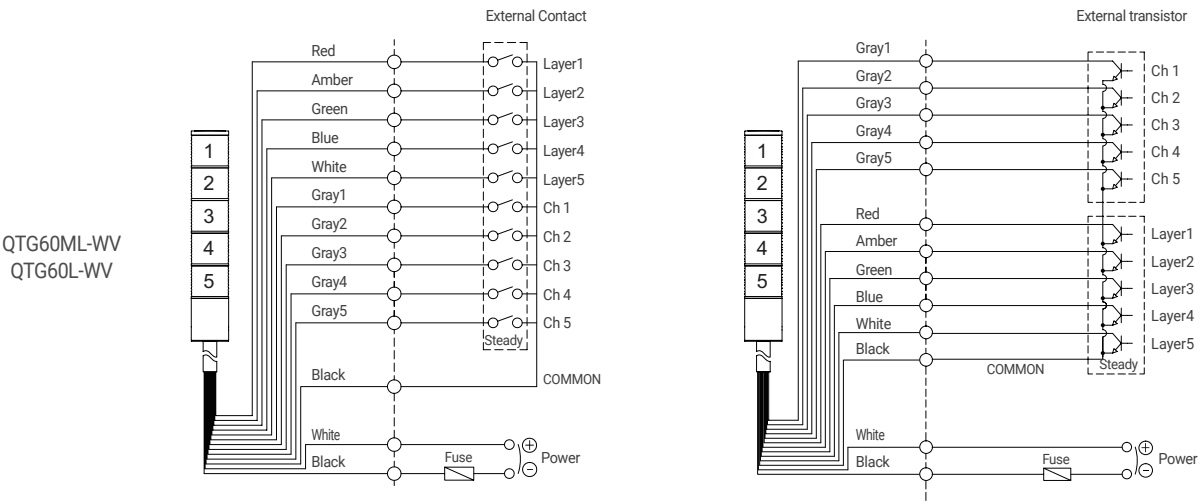 External Contact
Red
Layer1
Amber
Layer2
Green
Layer3
Blue
Layer4
White
Layer5
Gray1
Ch 1
Gray2
Ch 2
Gray3
Ch 3
Gray4
Ch 4
Gray5
Ch 5
Steady
Black
COMMON
White
Black
Fuse
Power
1
2
3
4
5
QTG60ML-WV
QTG60L-WV
External transistor
Gray1
Ch 1
Gray2
Ch 2
Gray3
Ch 3
Gray4
Ch 4
Gray5
Ch 5
Red
Layer1
Amber
Layer2
Green
Layer3
Blue
Layer4
White
Layer5
Black
COMMON
Steady
White
Black
Fuse
Power
1
2
3
4
5